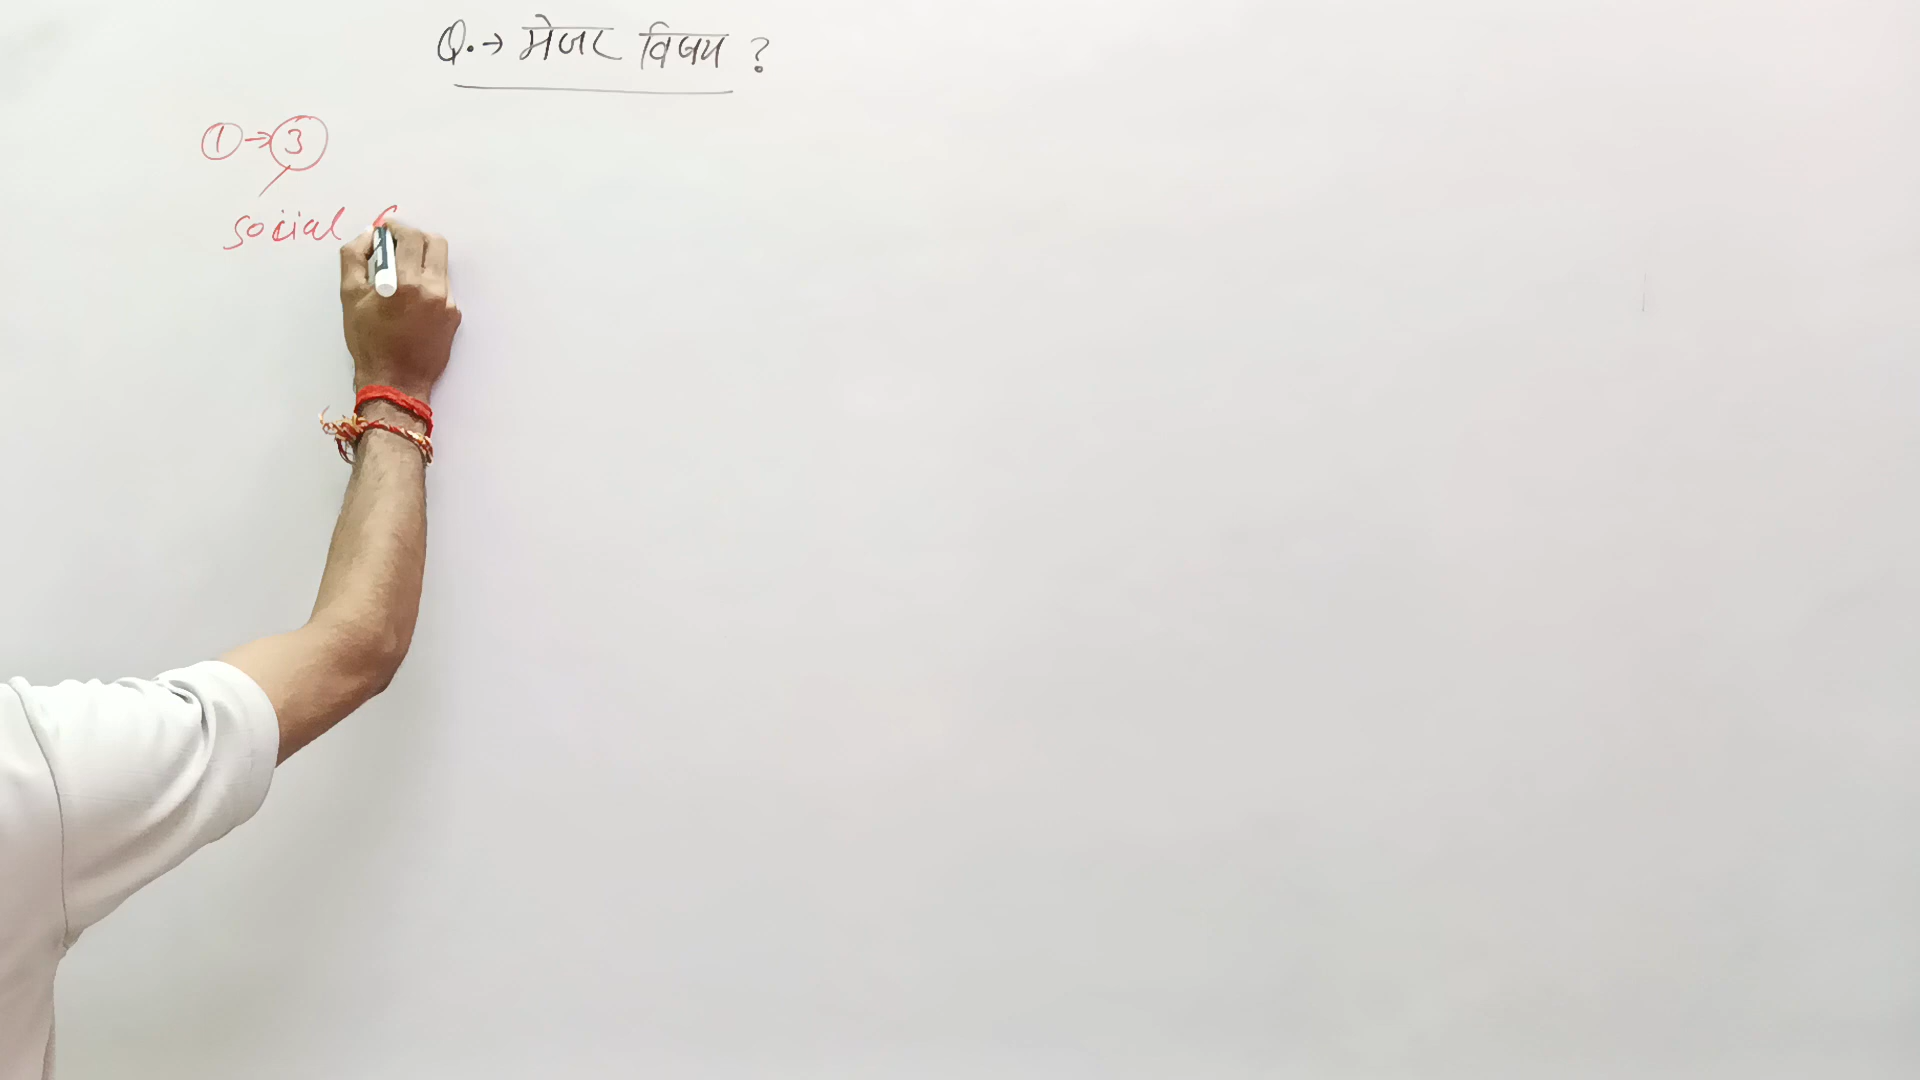 Q.→ मेजर विषय ?
① → ③
social